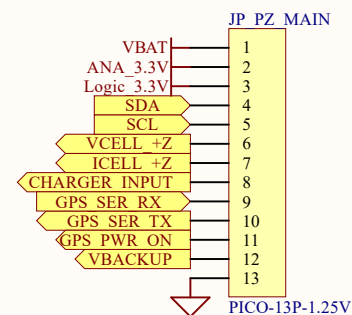 JP_PZ_MAIN
VBAT 1
ANA_3.3V 2
Logic_3.3V 3
SDA 4
SCL 5
VCELL_+Z 6
ICELL_+Z 7
CHARGER_INPUT 8
GPS_SER_RX 9
GPS_SER_TX 10
GPS_PWR_ON 11
VBACKUP 12
13
PICO-13P-1.25V